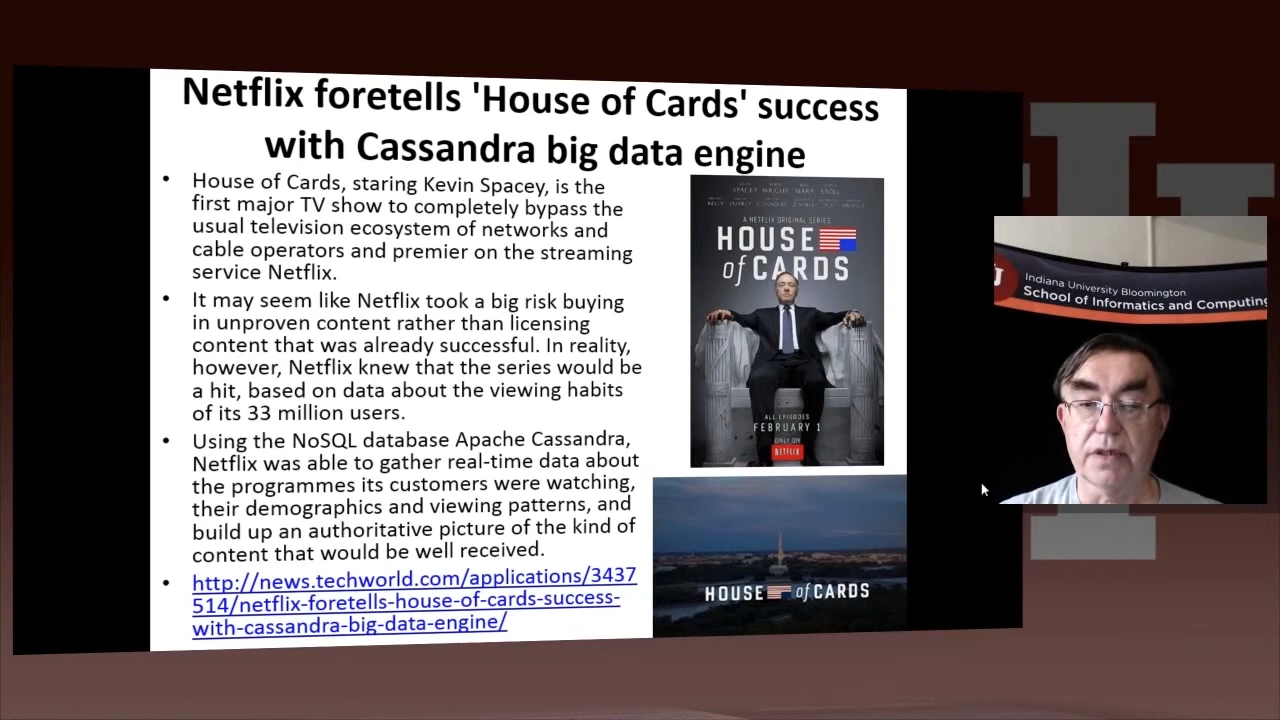 Netflix foretells 'House of Cards' success
with Cassandra big data engine
• House of Cards, staring Kevin Spacey, is the
first major TV show to completely bypass the
usual television ecosystem of networks and
cable operators and premier on the streaming
service Netflix.
• It may seem like Netflix took a big risk buying
in unproven content rather than licensing
content that was already successful. In reality,
however, Netflix knew that the series would be
a hit, based on data about the viewing habits
of its 33 million users.
• Using the NoSQL database Apache Cassandra,
Netflix was able to gather real-time data about
the programmes its customers were watching,
their demographics and viewing patterns, and
build up an authoritative picture of the kind of
content that would be well received.
• http://news.techworld.com/applications/3437
514/netflix-foretells-house-of-cards-success-
with-cassandra-big-data-engine/
SPACEY WRIGHT MARA STOLL
A NETFLIX ORIGINAL SERIES
HOUSE
of CARDS
ALL EPISODES
FEBRUARY 1
ONLY ON
NETFLIX
HOUSE of CARDS
Indiana University Bloomington
School of Informatics and Computing